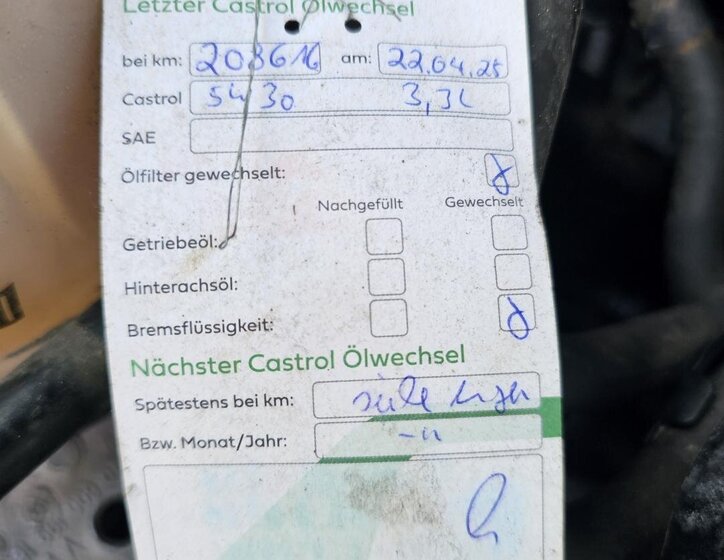 Letzter Castrol Ölwechsel
bei km: 208616 am: 22.04.25
Castrol 5W30 3,3L
SAE
Ölfilter gewechselt:
Nachgefüllt Gewechselt
Getriebeöl:
Hinterachsöl:
Bremsflüssigkeit:
Nächster Castrol Ölwechsel
Spätestens bei km: siehe
Bzw. Monat/Jahr: -"